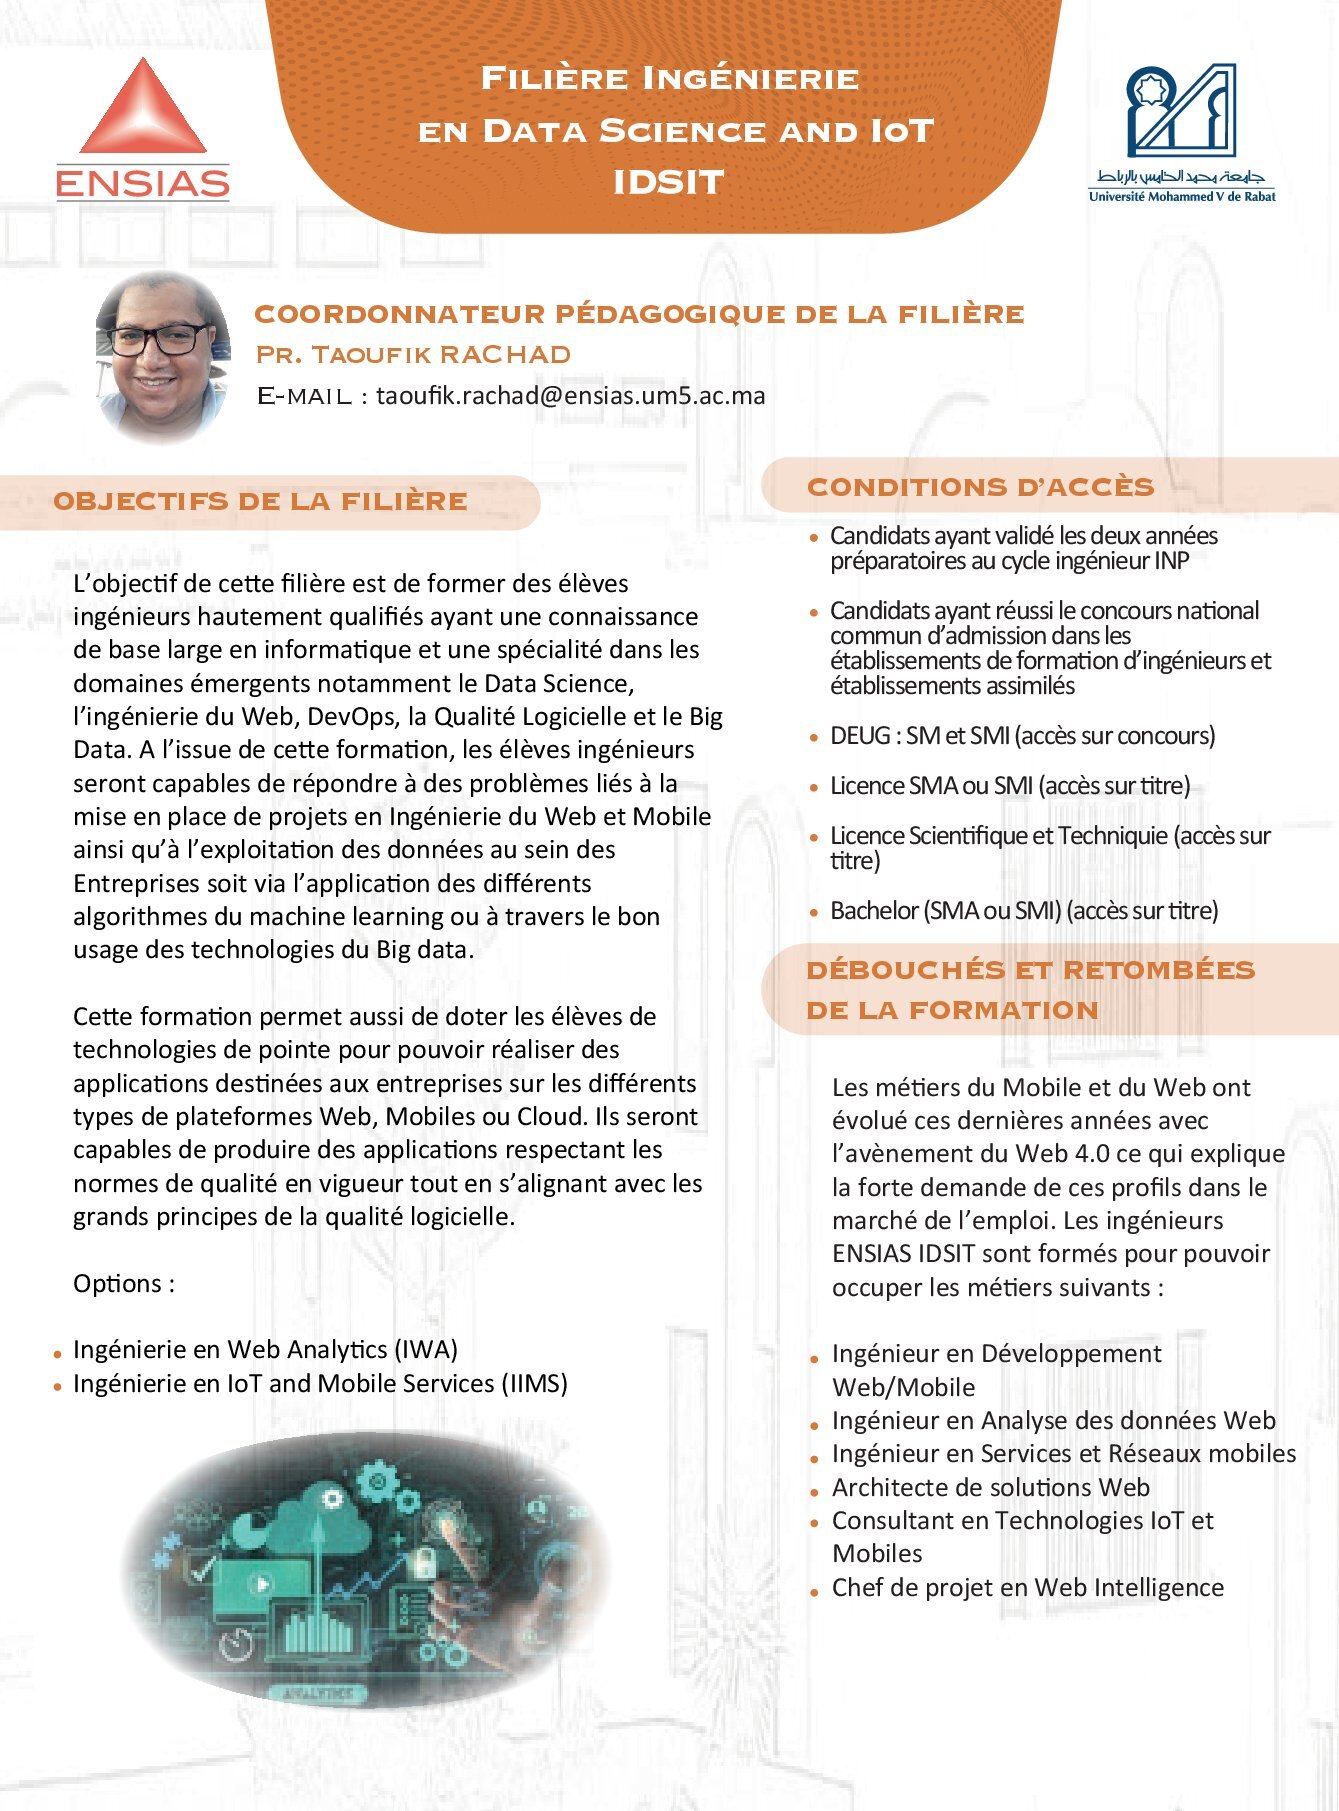 FILIÈRE INGÉNIERIE
EN DATA SCIENCE AND IOT
IDSIT
ENSIAS
جامعة محمد الخامس بالرباط
Université Mohammed V de Rabat
COORDONNATEUR PÉDAGOGIQUE DE LA FILIÈRE
PR. TAOUFIK RACHAD
E-MAIL : taoufik.rachad@ensias.um5.ac.ma
OBJECTIFS DE LA FILIÈRE
L’objectif de cette filière est de former des élèves
ingénieurs hautement qualifiés ayant une connaissance
de base large en informatique et une spécialité dans les
domaines émergents notamment le Data Science,
l’ingénierie du Web, DevOps, la Qualité Logicielle et le Big
Data. A l’issue de cette formation, les élèves ingénieurs
seront capables de répondre à des problèmes liés à la
mise en place de projets en Ingénierie du Web et Mobile
ainsi qu’à l’exploitation des données au sein des
Entreprises soit via l’application des différents
algorithmes du machine learning ou à travers le bon
usage des technologies du Big data.
Cette formation permet aussi de doter les élèves de
technologies de pointe pour pouvoir réaliser des
applications destinées aux entreprises sur les différents
types de plateformes Web, Mobiles ou Cloud. Ils seront
capables de produire des applications respectant les
normes de qualité en vigueur tout en s’alignant avec les
grands principes de la qualité logicielle.
Options :
• Ingénierie en Web Analytics (IWA)
• Ingénierie en IoT and Mobile Services (IIMS)
ANALYTICS
CONDITIONS D’ACCÈS
• Candidats ayant validé les deux années
préparatoires au cycle ingénieur INP
• Candidats ayant réussi le concours national
commun d’admission dans les
établissements de formation d’ingénieurs et
établissements assimilés
• DEUG : SM et SMI (accès sur concours)
• Licence SMA ou SMI (accès sur titre)
• Licence Scientifique et Techniquie (accès sur
titre)
• Bachelor (SMA ou SMI) (accès sur titre)
DÉBOUCHÉS ET RETOMBÉES
DE LA FORMATION
Les métiers du Mobile et du Web ont
évolué ces dernières années avec
l’avènement du Web 4.0 ce qui explique
la forte demande de ces profils dans le
marché de l’emploi. Les ingénieurs
ENSIAS IDSIT sont formés pour pouvoir
occuper les métiers suivants :
• Ingénieur en Développement
Web/Mobile
• Ingénieur en Analyse des données Web
• Ingénieur en Services et Réseaux mobiles
• Architecte de solutions Web
• Consultant en Technologies IoT et
Mobiles
• Chef de projet en Web Intelligence